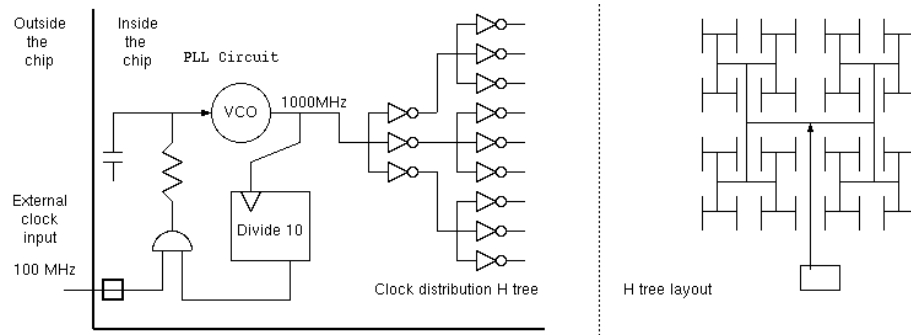 Outside
the
chip
Inside
the
chip
PLL Circuit
VCO
1000MHz
Divide 10
External
clock
input
100 MHz
Clock distribution H tree
H tree layout